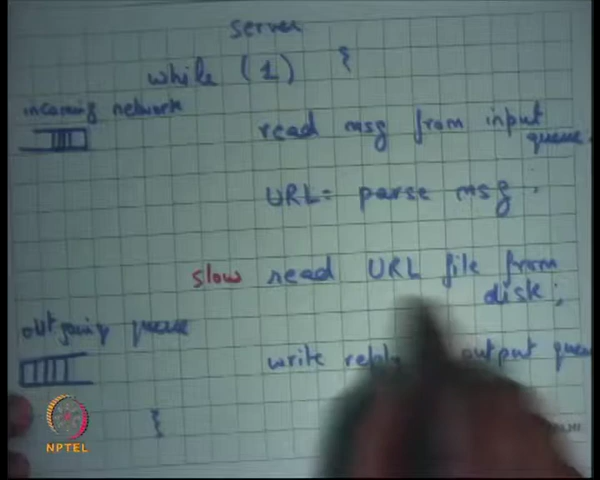 server
while (1) {
incoming network
read msg from input
queue.
URL = parse msg.
slow read URL file from
disk;
outgoing queue
write reply output queue
}
NPTEL